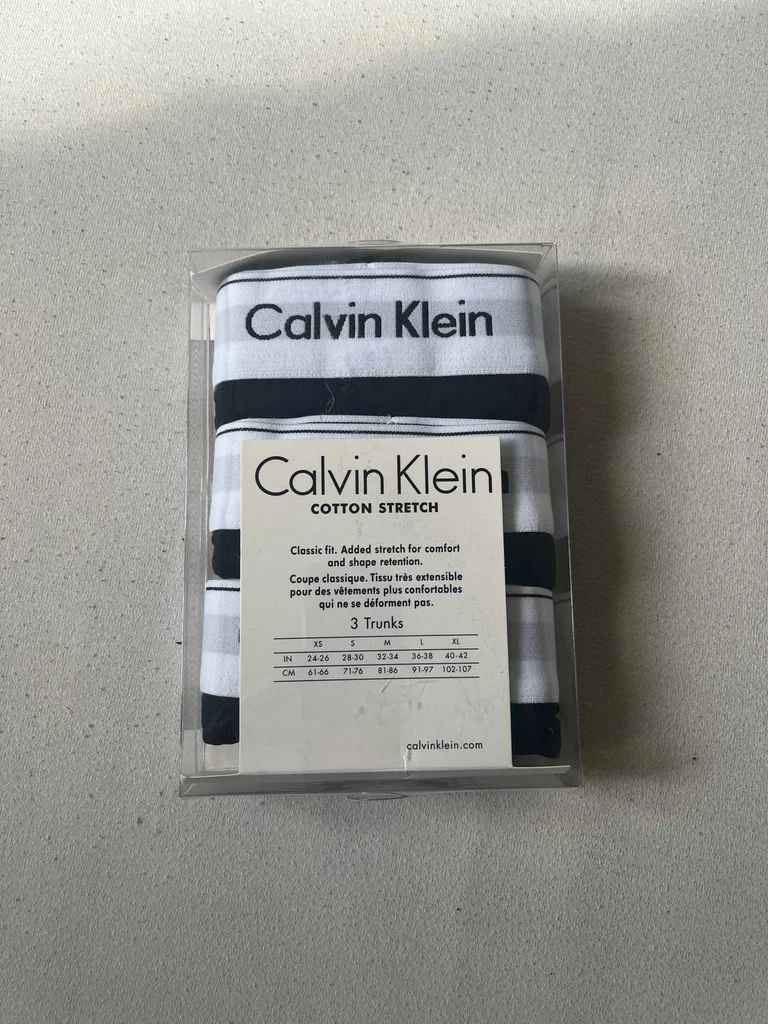 Calvin Klein
Calvin Klein
COTTON STRETCH
Classic fit. Added stretch for comfort
and shape retention.
Coupe classique. Tissu très extensible
pour des vêtements plus confortables
qui ne se déforment pas.
3 Trunks
XS S M L XL
IN 24-26 28-30 32-34 36-38 40-42
CM 61-66 71-76 81-86 91-97 102-107
calvinklein.com